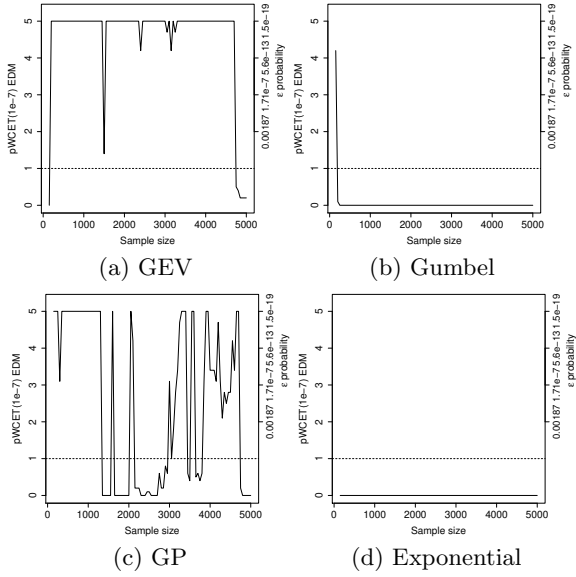 pWCET(1e-7) EDM
0 1 2 3 4 5
0 1000 2000 3000 4000 5000
Sample size
0.00187 1.71e-7 5.6e-13 1.5e-19
ε probability
(a) GEV
pWCET(1e-7) EDM
0 1 2 3 4 5
0 1000 2000 3000 4000 5000
Sample size
0.00187 1.71e-7 5.6e-13 1.5e-19
ε probability
(b) Gumbel
pWCET(1e-7) EDM
0 1 2 3 4 5
0 1000 2000 3000 4000 5000
Sample size
0.00187 1.71e-7 5.6e-13 1.5e-19
ε probability
(c) GP
pWCET(1e-7) EDM
0 1 2 3 4 5
0 1000 2000 3000 4000 5000
Sample size
0.00187 1.71e-7 5.6e-13 1.5e-19
ε probability
(d) Exponential